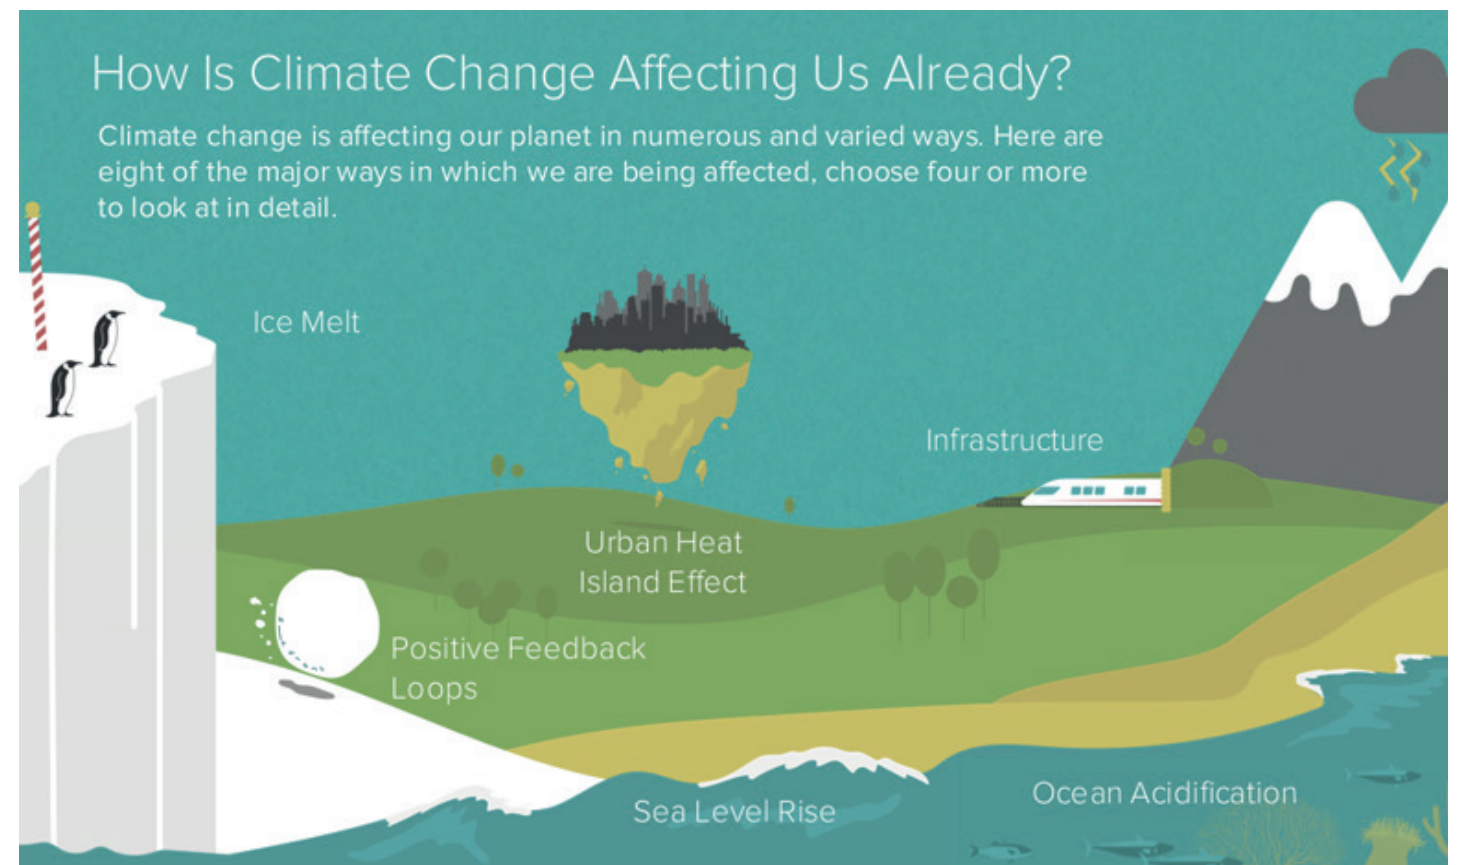 How Is Climate Change Affecting Us Already?
Climate change is affecting our planet in numerous and varied ways. Here are
eight of the major ways in which we are being affected, choose four or more
to look at in detail.
Ice Melt
Infrastructure
Urban Heat
Island Effect
Positive Feedback
Loops
Sea Level Rise
Ocean Acidification